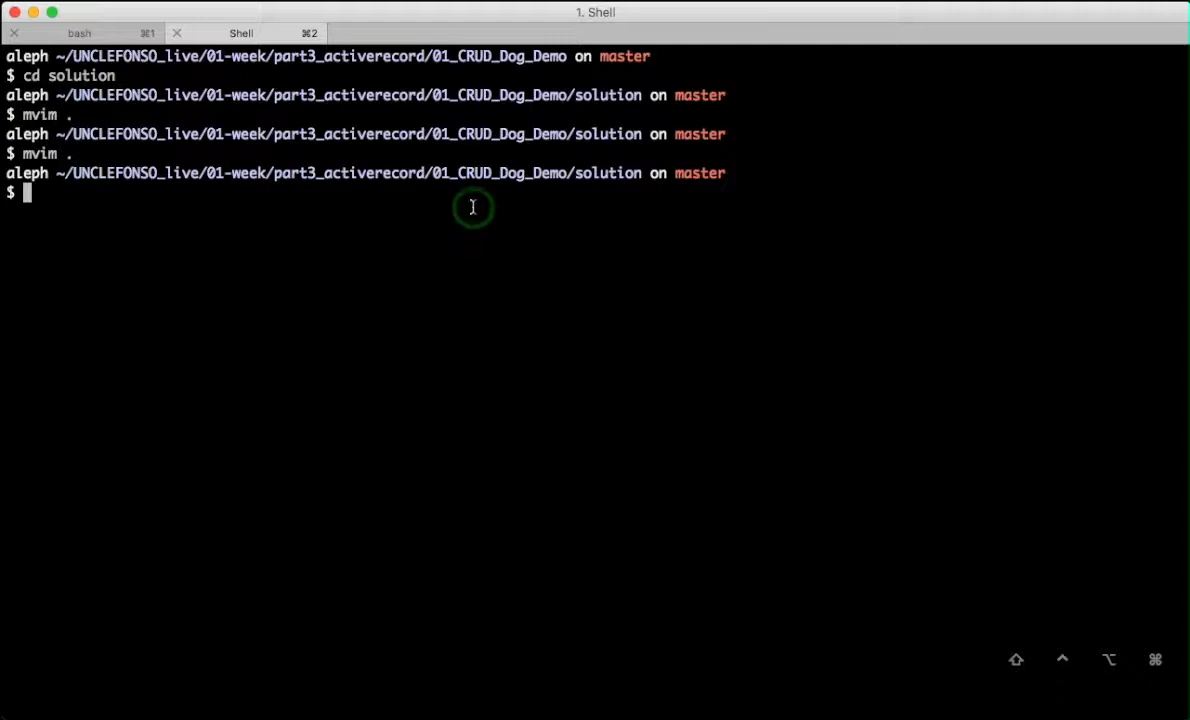 1. Shell
bash ⌘1 Shell ⌘2
aleph ~/UNCLEFONSO_live/01-week/part3_activerecord/01_CRUD_Dog_Demo on master
$ cd solution
aleph ~/UNCLEFONSO_live/01-week/part3_activerecord/01_CRUD_Dog_Demo/solution on master
$ mvim .
aleph ~/UNCLEFONSO_live/01-week/part3_activerecord/01_CRUD_Dog_Demo/solution on master
$ mvim .
aleph ~/UNCLEFONSO_live/01-week/part3_activerecord/01_CRUD_Dog_Demo/solution on master
$